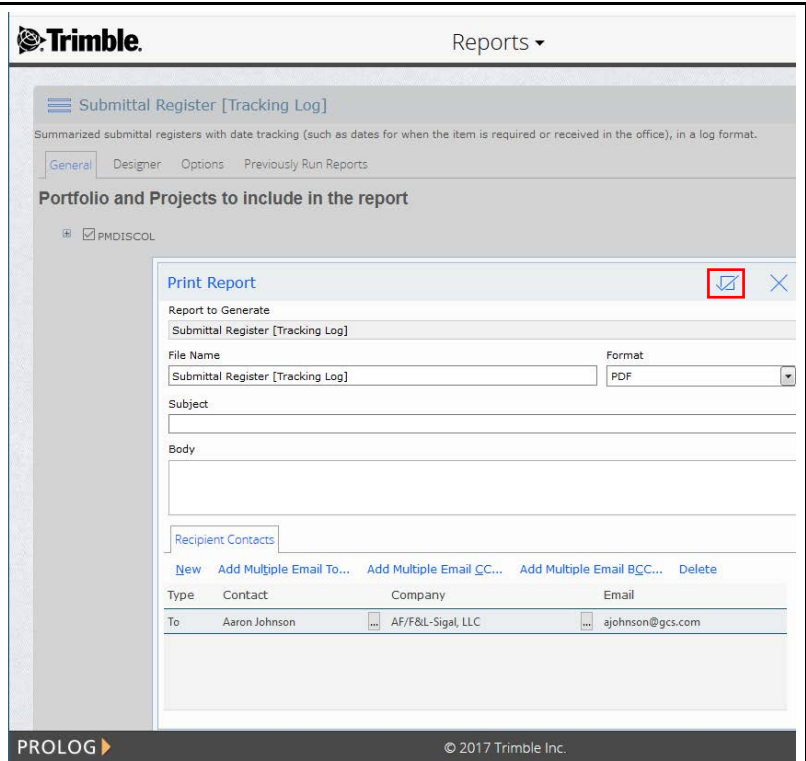 Trimble.
Reports
Submittal Register [Tracking Log]
Summarized submittal registers with date tracking (such as dates for when the item is required or received in the office), in a log format.
General Designer Options Previously Run Reports
Portfolio and Projects to include in the report
PMDISCOL
Print Report
Report to Generate
Submittal Register [Tracking Log]
File Name Format
Submittal Register [Tracking Log] PDF
Subject
Body
Recipient Contacts
New Add Multiple Email To... Add Multiple Email CC... Add Multiple Email BCC... Delete
Type Contact Company Email
To Aaron Johnson ... AF/F&L-Sigal, LLC ... ajohnson@gcs.com
PROLOG © 2017 Trimble Inc.